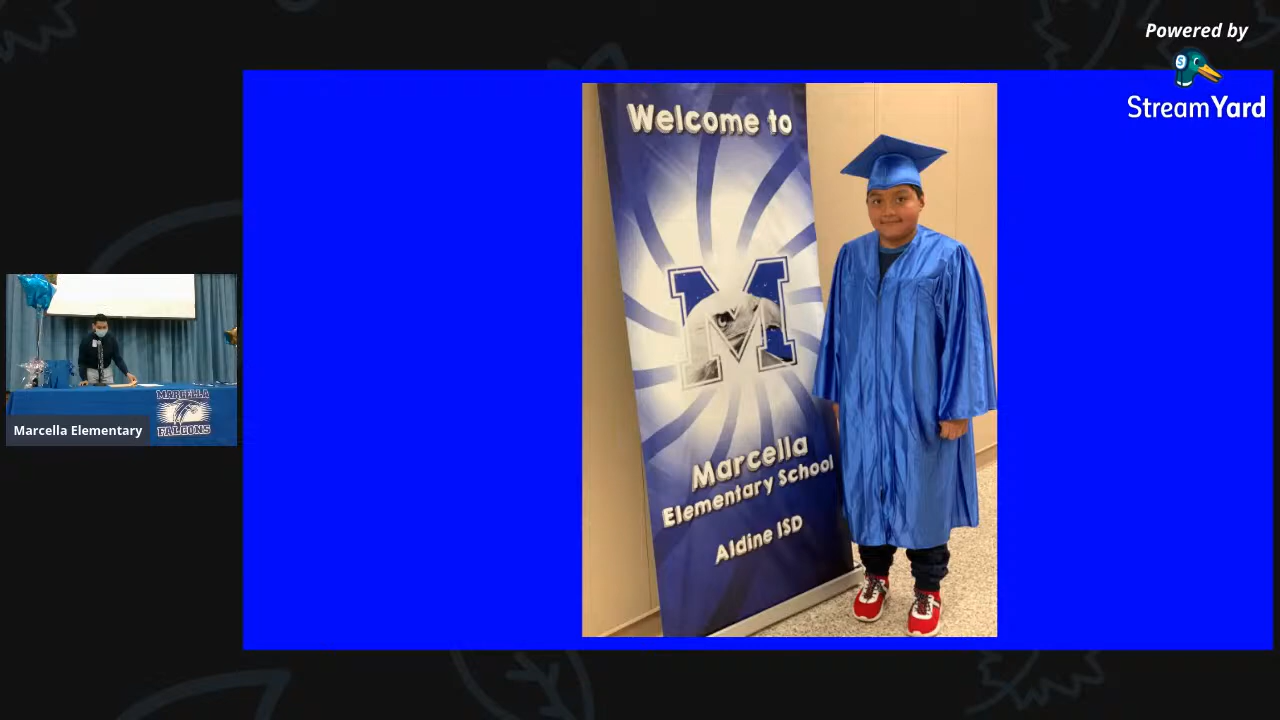 Powered by
StreamYard
Welcome to
M
M
Marcella
Elementary School
Aldine ISD
MARCELLA
FALCONS
Marcella Elementary